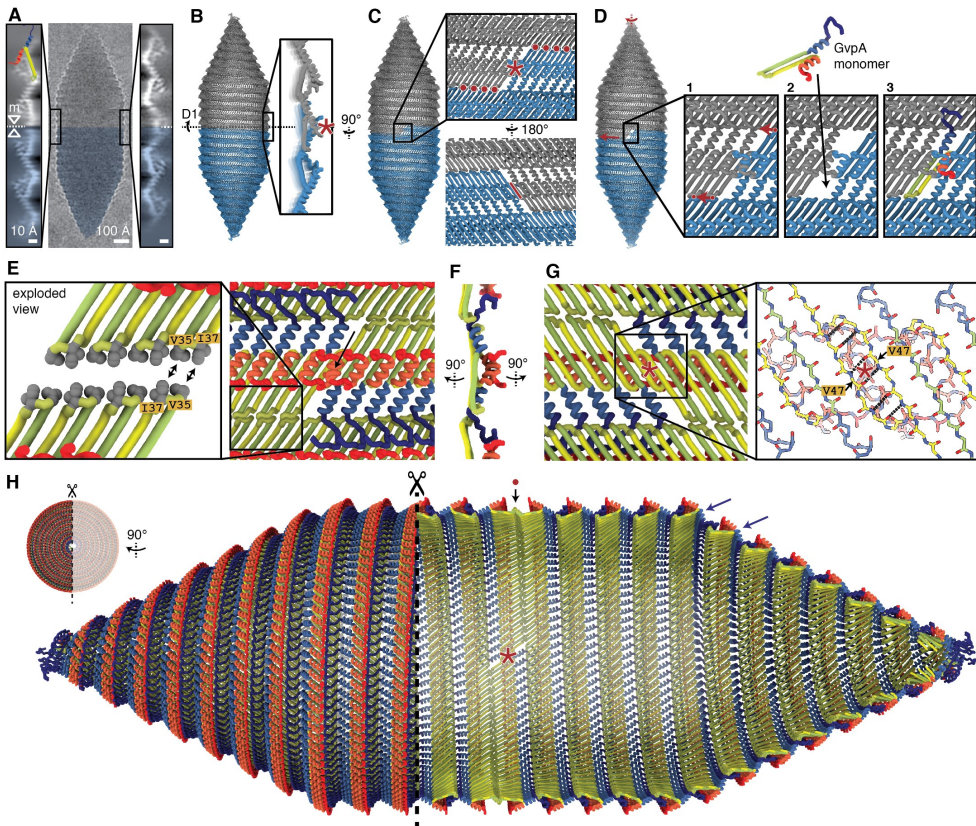 A
m
10 Å
100 Å
B
D1
90°
C
180°
D
GvpA
monomer
1
2
3
E
exploded
view
V35
I37
I37
V35
F
90°
90°
G
V47
V47
H
90°